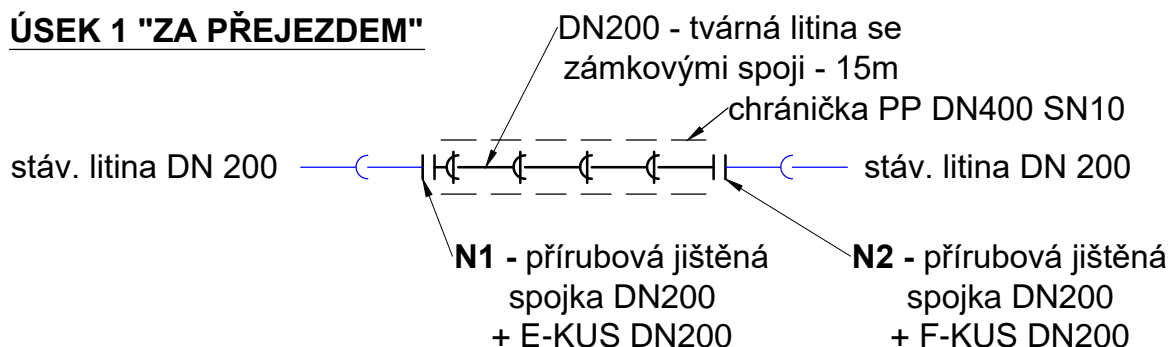 ÚSEK 1 "ZA PŘEJEZDEM"
DN200 - tvárná litina se
zámkovými spoji - 15m
chránička PP DN400 SN10
stáv. litina DN 200
stáv. litina DN 200
N1 - přírubová jištěná
spojka DN200
+ E-KUS DN200
N2 - přírubová jištěná
spojka DN200
+ F-KUS DN200